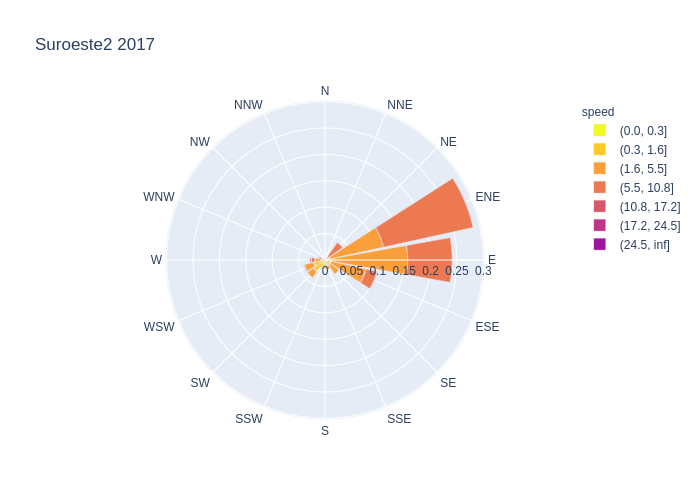 Suroeste2 2017
N
NNW
NNE
NW
NE
WNW
ENE
W
E
0
0.05
0.1
0.15
0.2
0.25
0.3
WSW
ESE
SW
SE
SSW
SSE
S
speed
(0.0, 0.3]
(0.3, 1.6]
(1.6, 5.5]
(5.5, 10.8]
(10.8, 17.2]
(17.2, 24.5]
(24.5, inf]